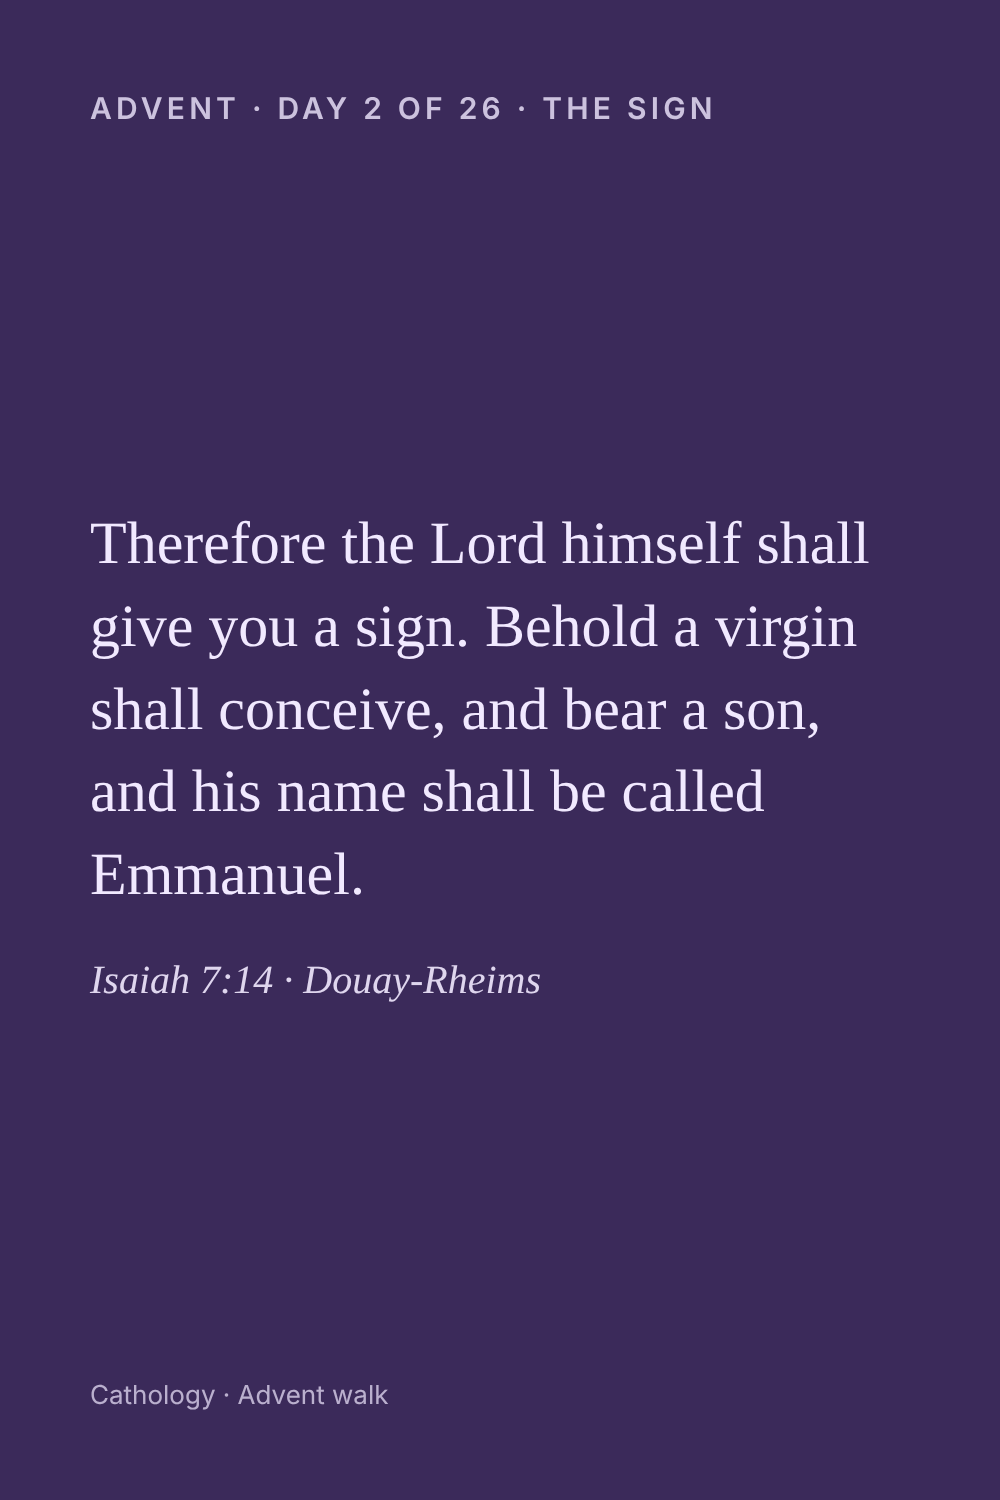 ADVENT · DAY 2 OF 26 · THE SIGN
Therefore the Lord himself shall
give you a sign. Behold a virgin
shall conceive, and bear a son,
and his name shall be called
Emmanuel.
Isaiah 7:14 · Douay-Rheims
Cathology · Advent walk